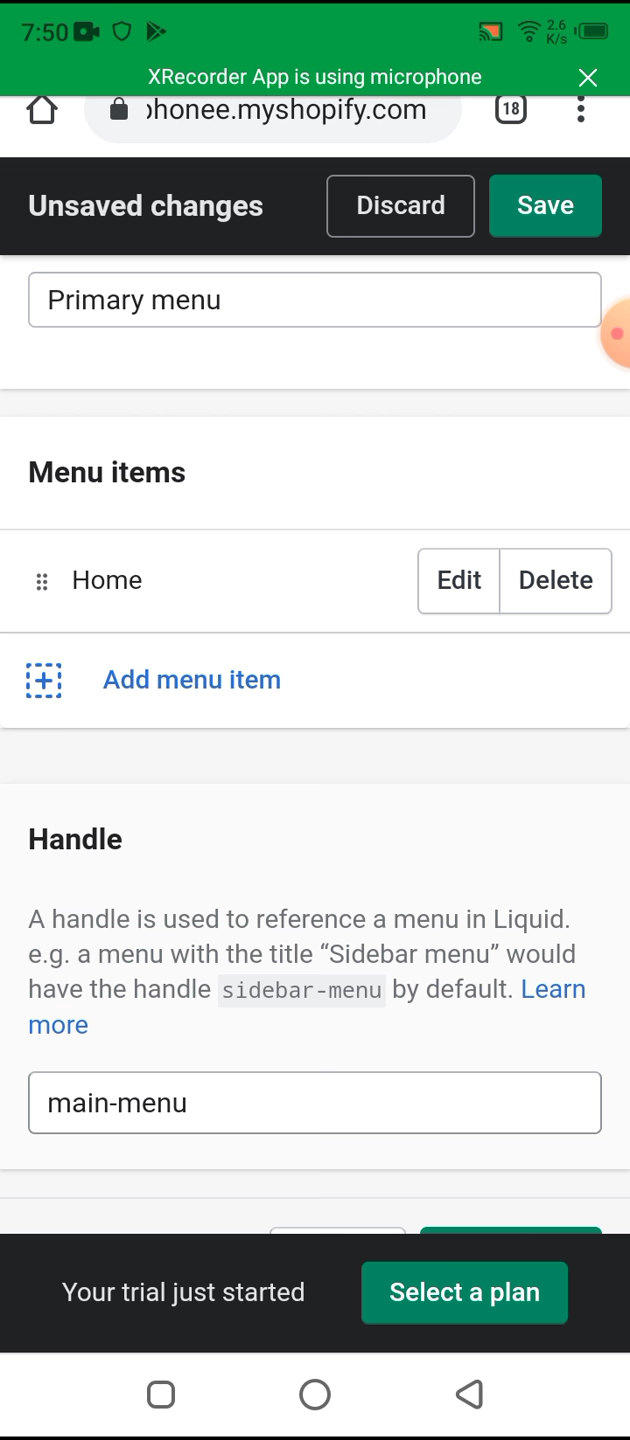 7:50
2.6
K/s
XRecorder App is using microphone
phonee.myshopify.com
18
Unsaved changes
Discard
Save
Primary menu
Menu items
Home
Edit
Delete
Add menu item
Handle
A handle is used to reference a menu in Liquid.
e.g. a menu with the title “Sidebar menu” would
have the handle sidebar-menu by default. Learn
more
main-menu
Your trial just started
Select a plan